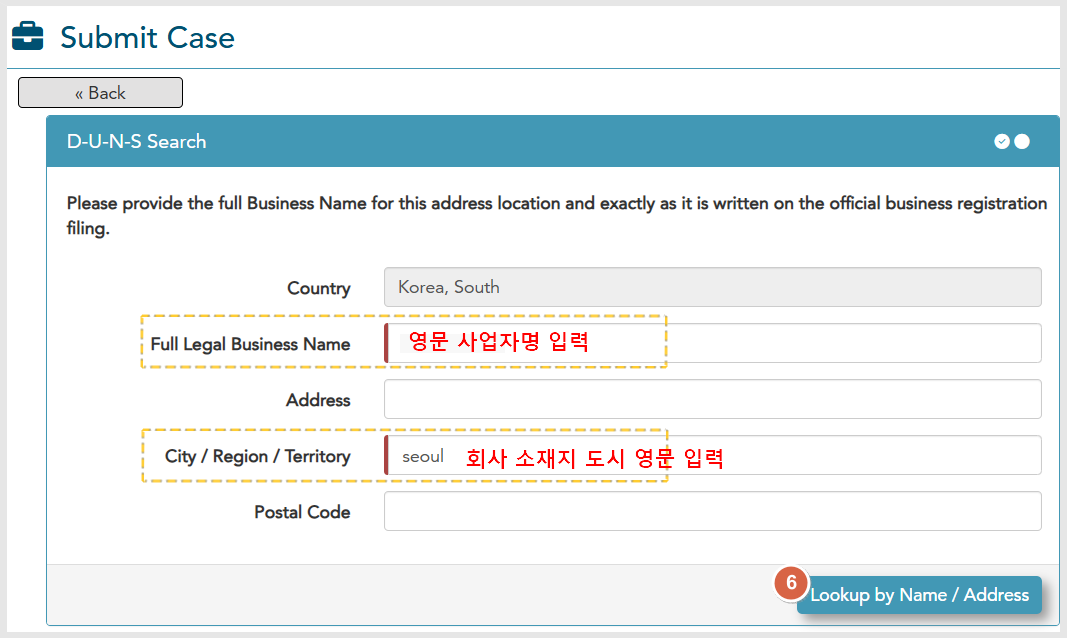 Submit Case
« Back
D-U-N-S Search
Please provide the full Business Name for this address location and exactly as it is written on the official business registration
filing.
Country
Korea, South
Full Legal Business Name
영문 사업자명 입력
Address
City / Region / Territory
seoul 회사 소재지 도시 영문 입력
Postal Code
6
Lookup by Name / Address